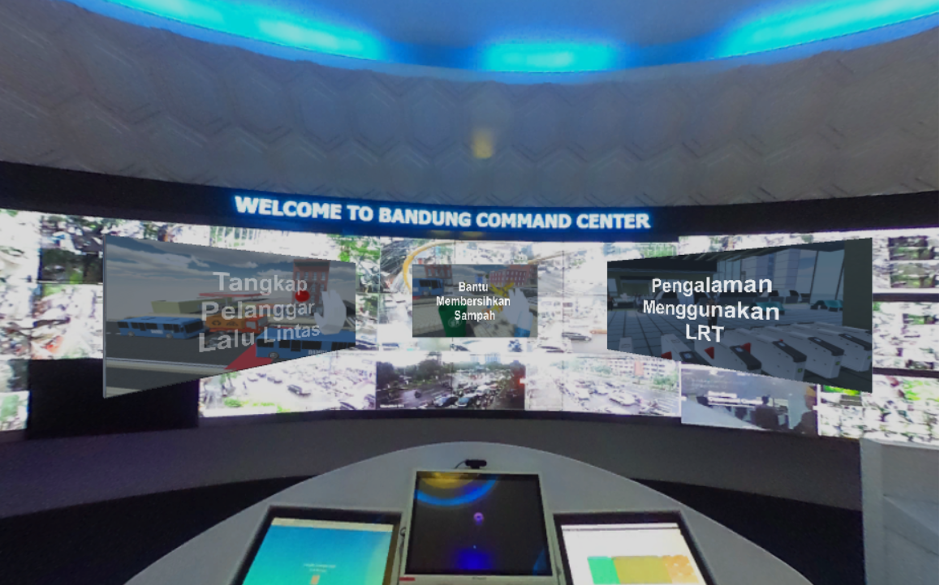 WELCOME TO BANDUNG COMMAND CENTER
Tangkap
Pelanggar
Lalu Lintas
Bantu
Membersihkan
Sampah
Pengalaman
Menggunakan
LRT